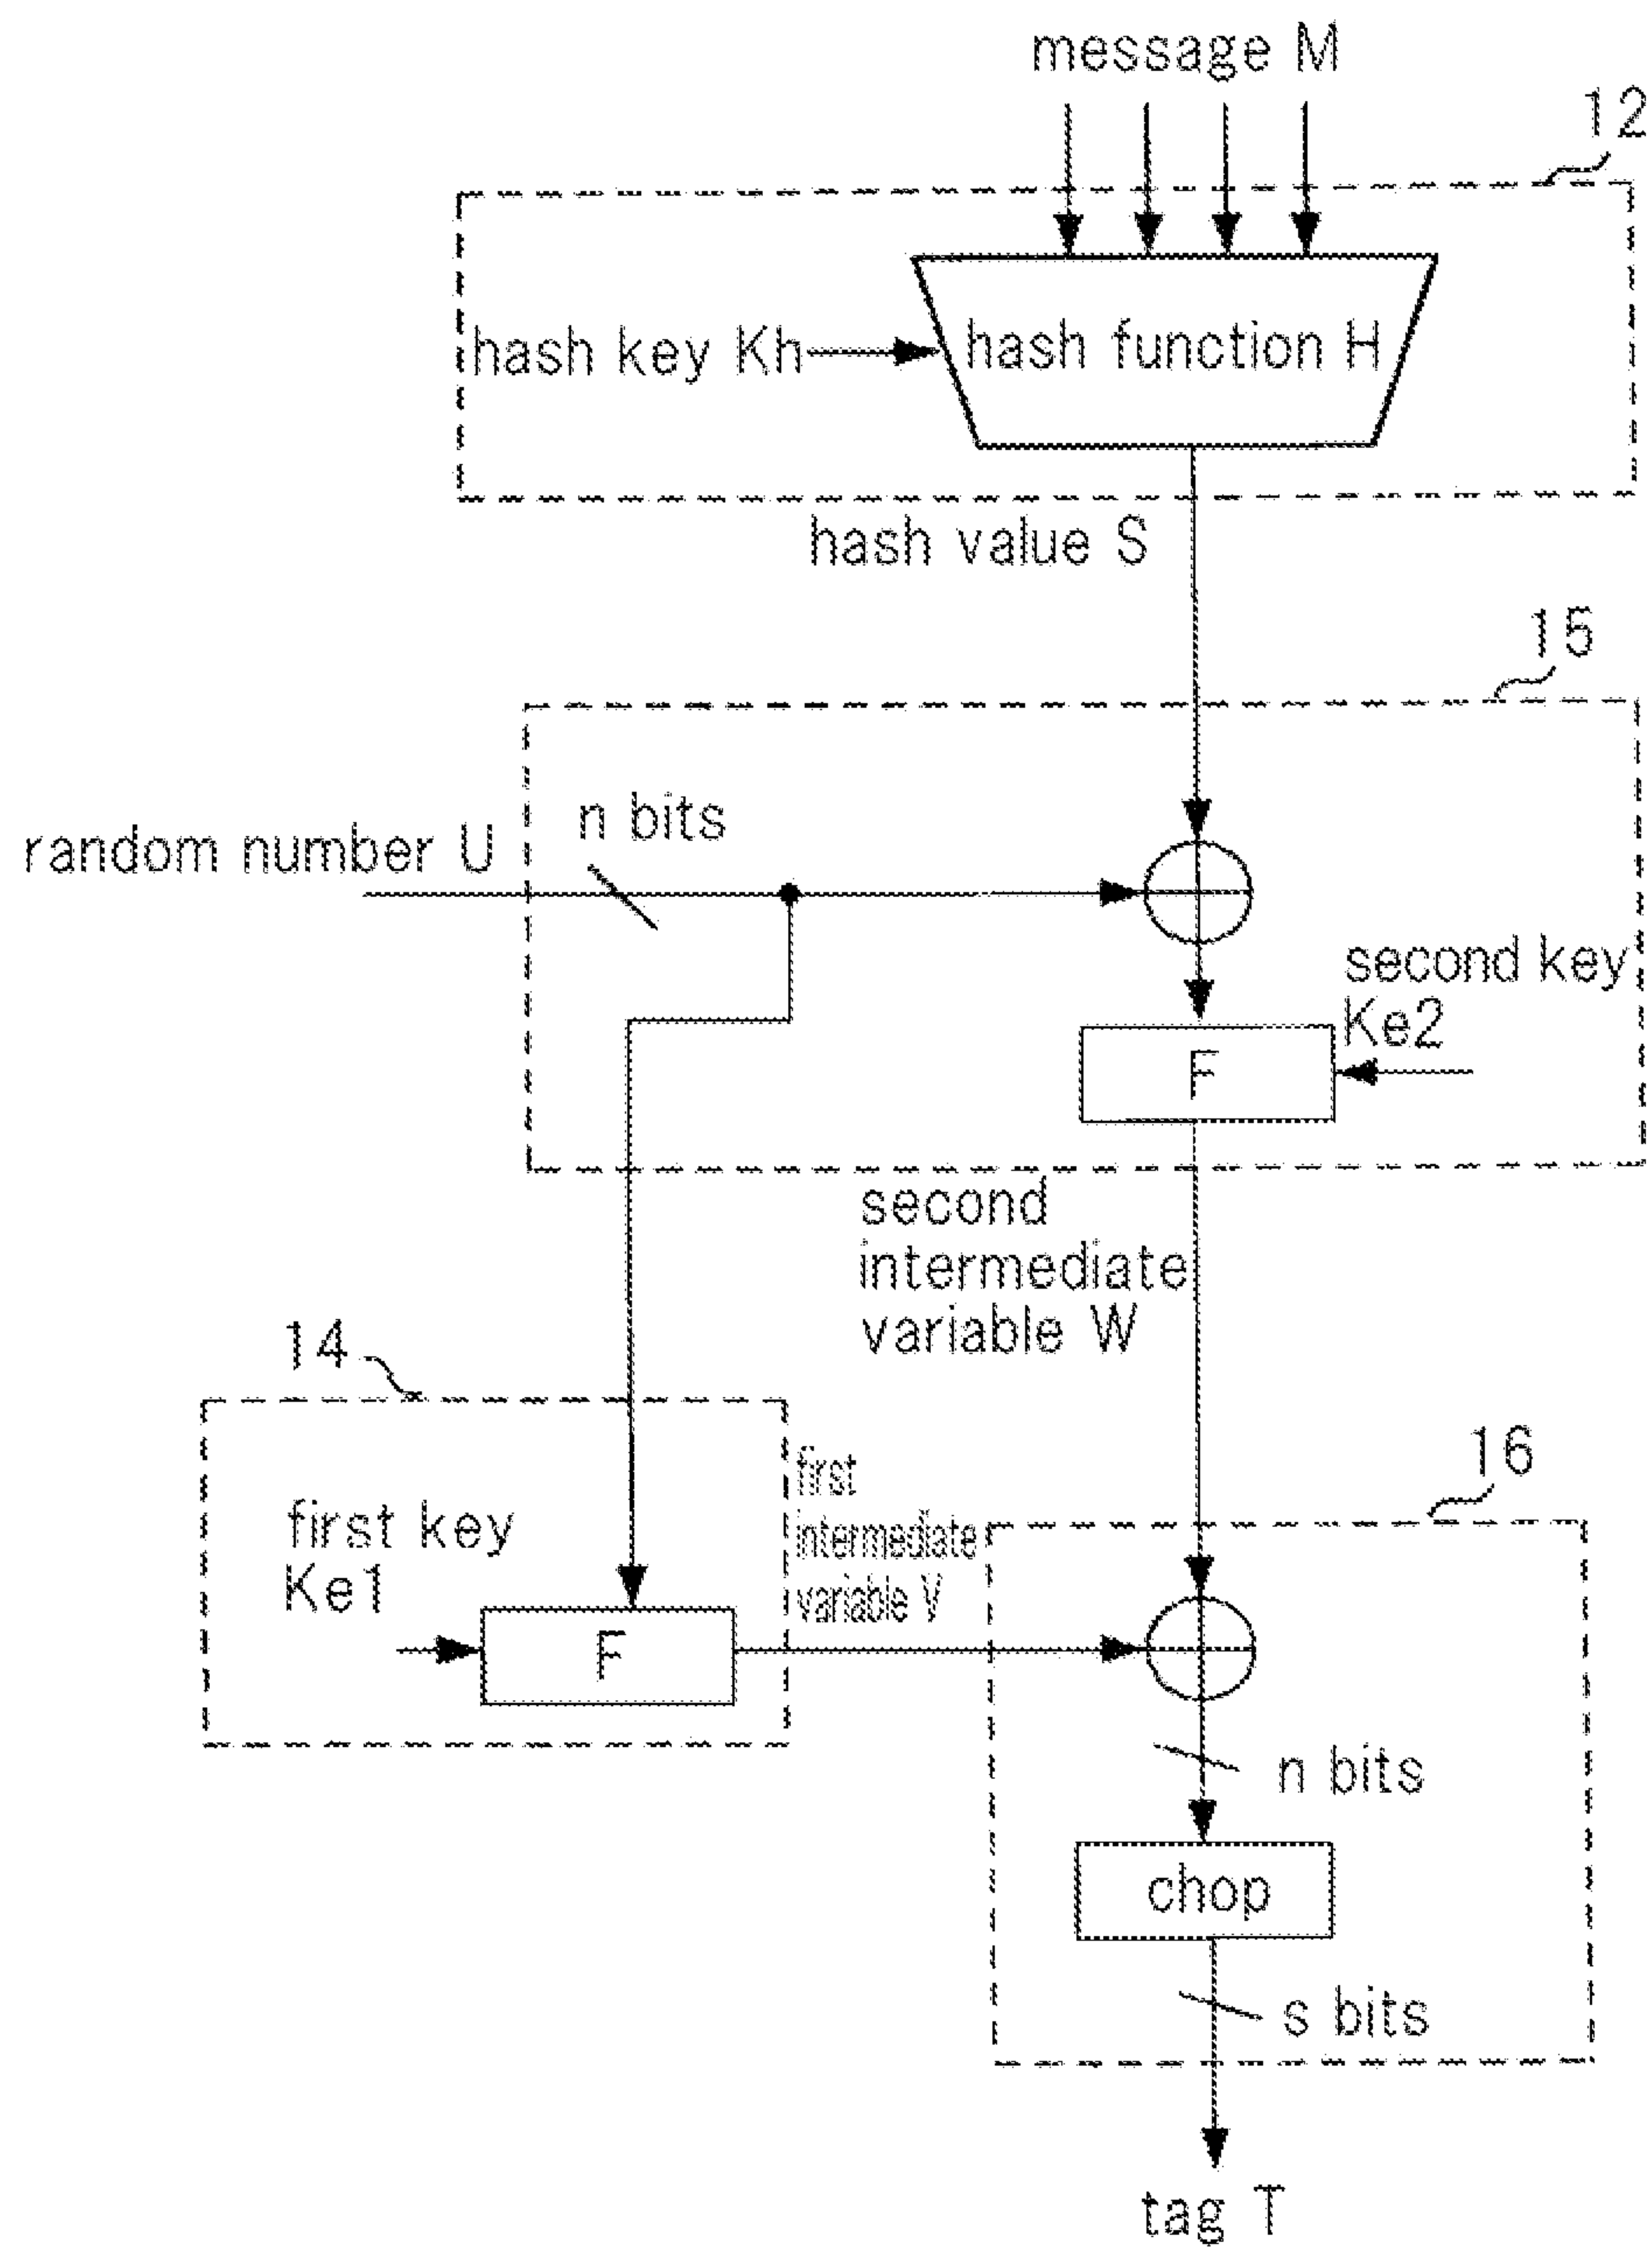 message M
12
hash key Kh
hash function H
hash value S
15
n bits
random number U
second key
Ke2
F
second
intermediate
variable W
14
first
intermediate
variable V
16
first key
Ke1
F
n bits
chop
s bits
tag T